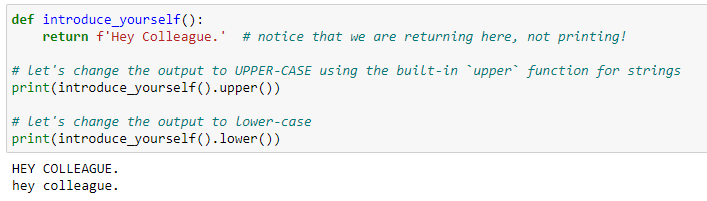 def introduce_yourself():
    return f'Hey Colleague.'  # notice that we are returning here, not printing!

# let's change the output to UPPER-CASE using the built-in `upper` function for strings
print(introduce_yourself().upper())

# let's change the output to lower-case
print(introduce_yourself().lower())
HEY COLLEAGUE.
hey colleague.